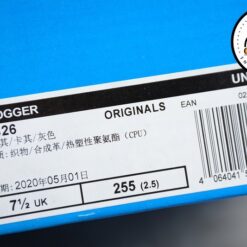 OGGER
UN
ORIGINALS
EAN
02
26
其/卡其/灰色
织物/合成革/热塑性聚氨酯 (CPU)
期: 2020年05月01日
7½ UK
255 (2.5)
4 064041